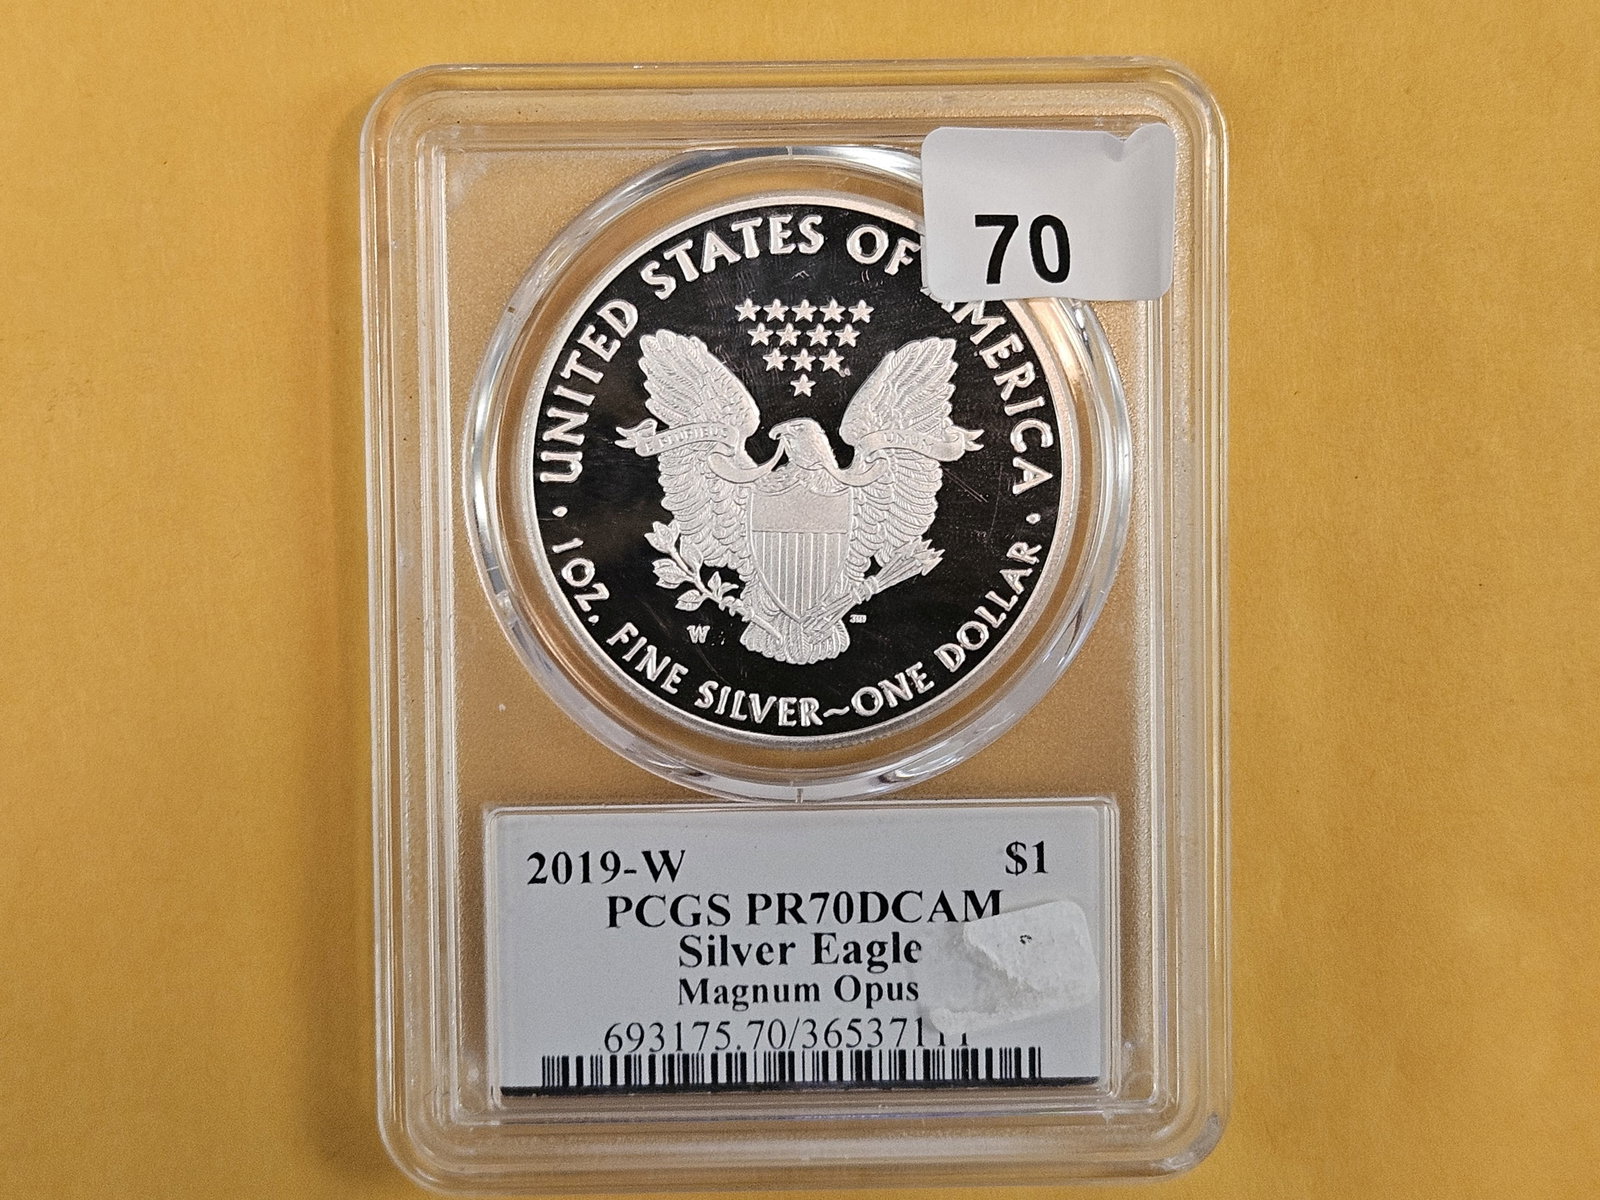 70
UNITED STATES OF AMERICA
E PLURIBUS UNUM
W
1 OZ. FINE SILVER~ONE DOLLAR
2019-W $1
PCGS PR70DCAM
Silver Eagle
Magnum Opus
693175.70/36537111